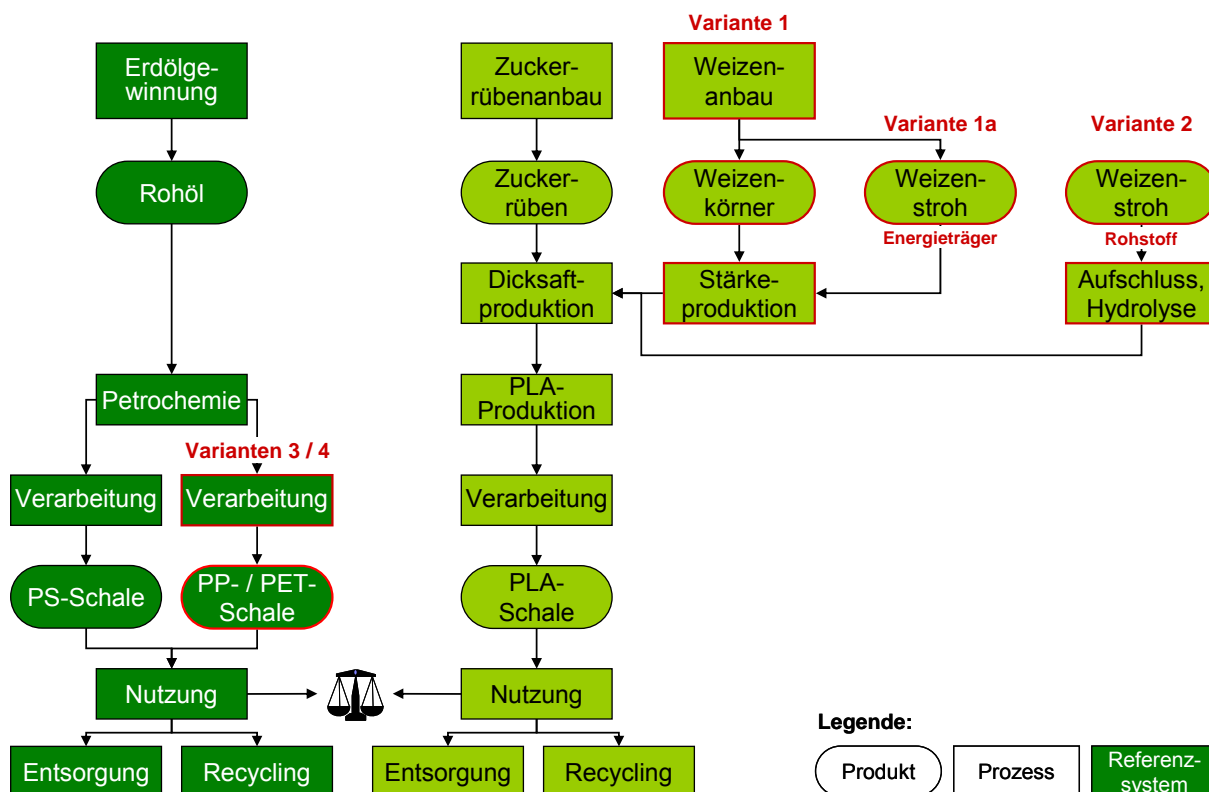 Variante 1
Erdölge-
winnung
Zucker-
rübenanbau
Weizen-
anbau
Variante 1a
Variante 2
Rohöl
Zucker-
rüben
Weizen-
körner
Weizen-
stroh
Weizen-
stroh
Energieträger
Rohstoff
Dicksaft-
produktion
Stärke-
produktion
Aufschluss,
Hydrolyse
Petrochemie
PLA-
Produktion
Varianten 3 / 4
Verarbeitung
Verarbeitung
Verarbeitung
PS-Schale
PP- / PET-
Schale
PLA-
Schale
Nutzung
Nutzung
Entsorgung
Recycling
Entsorgung
Recycling
Legende:
Produkt
Prozess
Referenz-
system